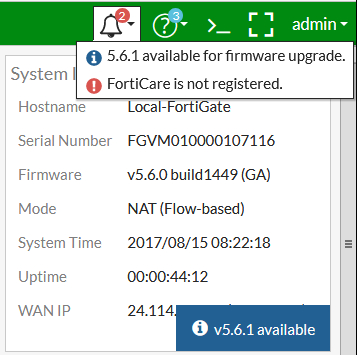 2
3
admin
5.6.1 available for firmware upgrade.
FortiCare is not registered.
System
Hostname Local-FortiGate
Serial Number FGVM010000107116
Firmware v5.6.0 build1449 (GA)
Mode NAT (Flow-based)
System Time 2017/08/15 08:22:18
Uptime 00:00:44:12
WAN IP 24.114.
v5.6.1 available